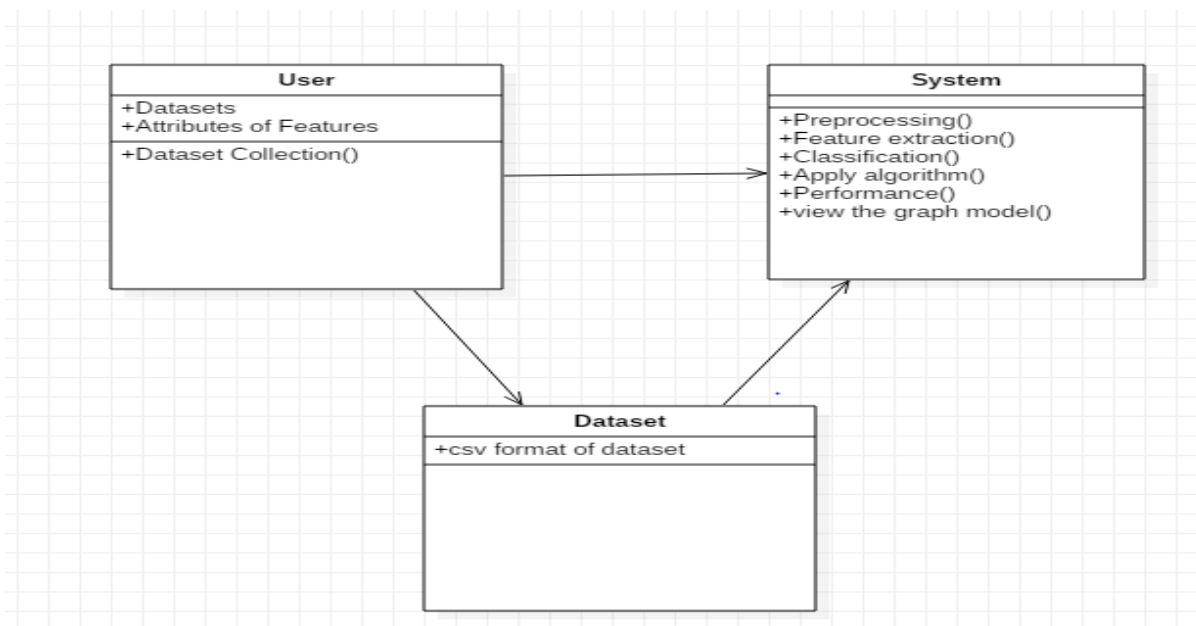 User
+Datasets
+Attributes of Features
+Dataset Collection()
System
+Preprocessing()
+Feature extraction()
+Classification()
+Apply algorithm()
+Performance()
+view the graph model()
Dataset
+csv format of dataset